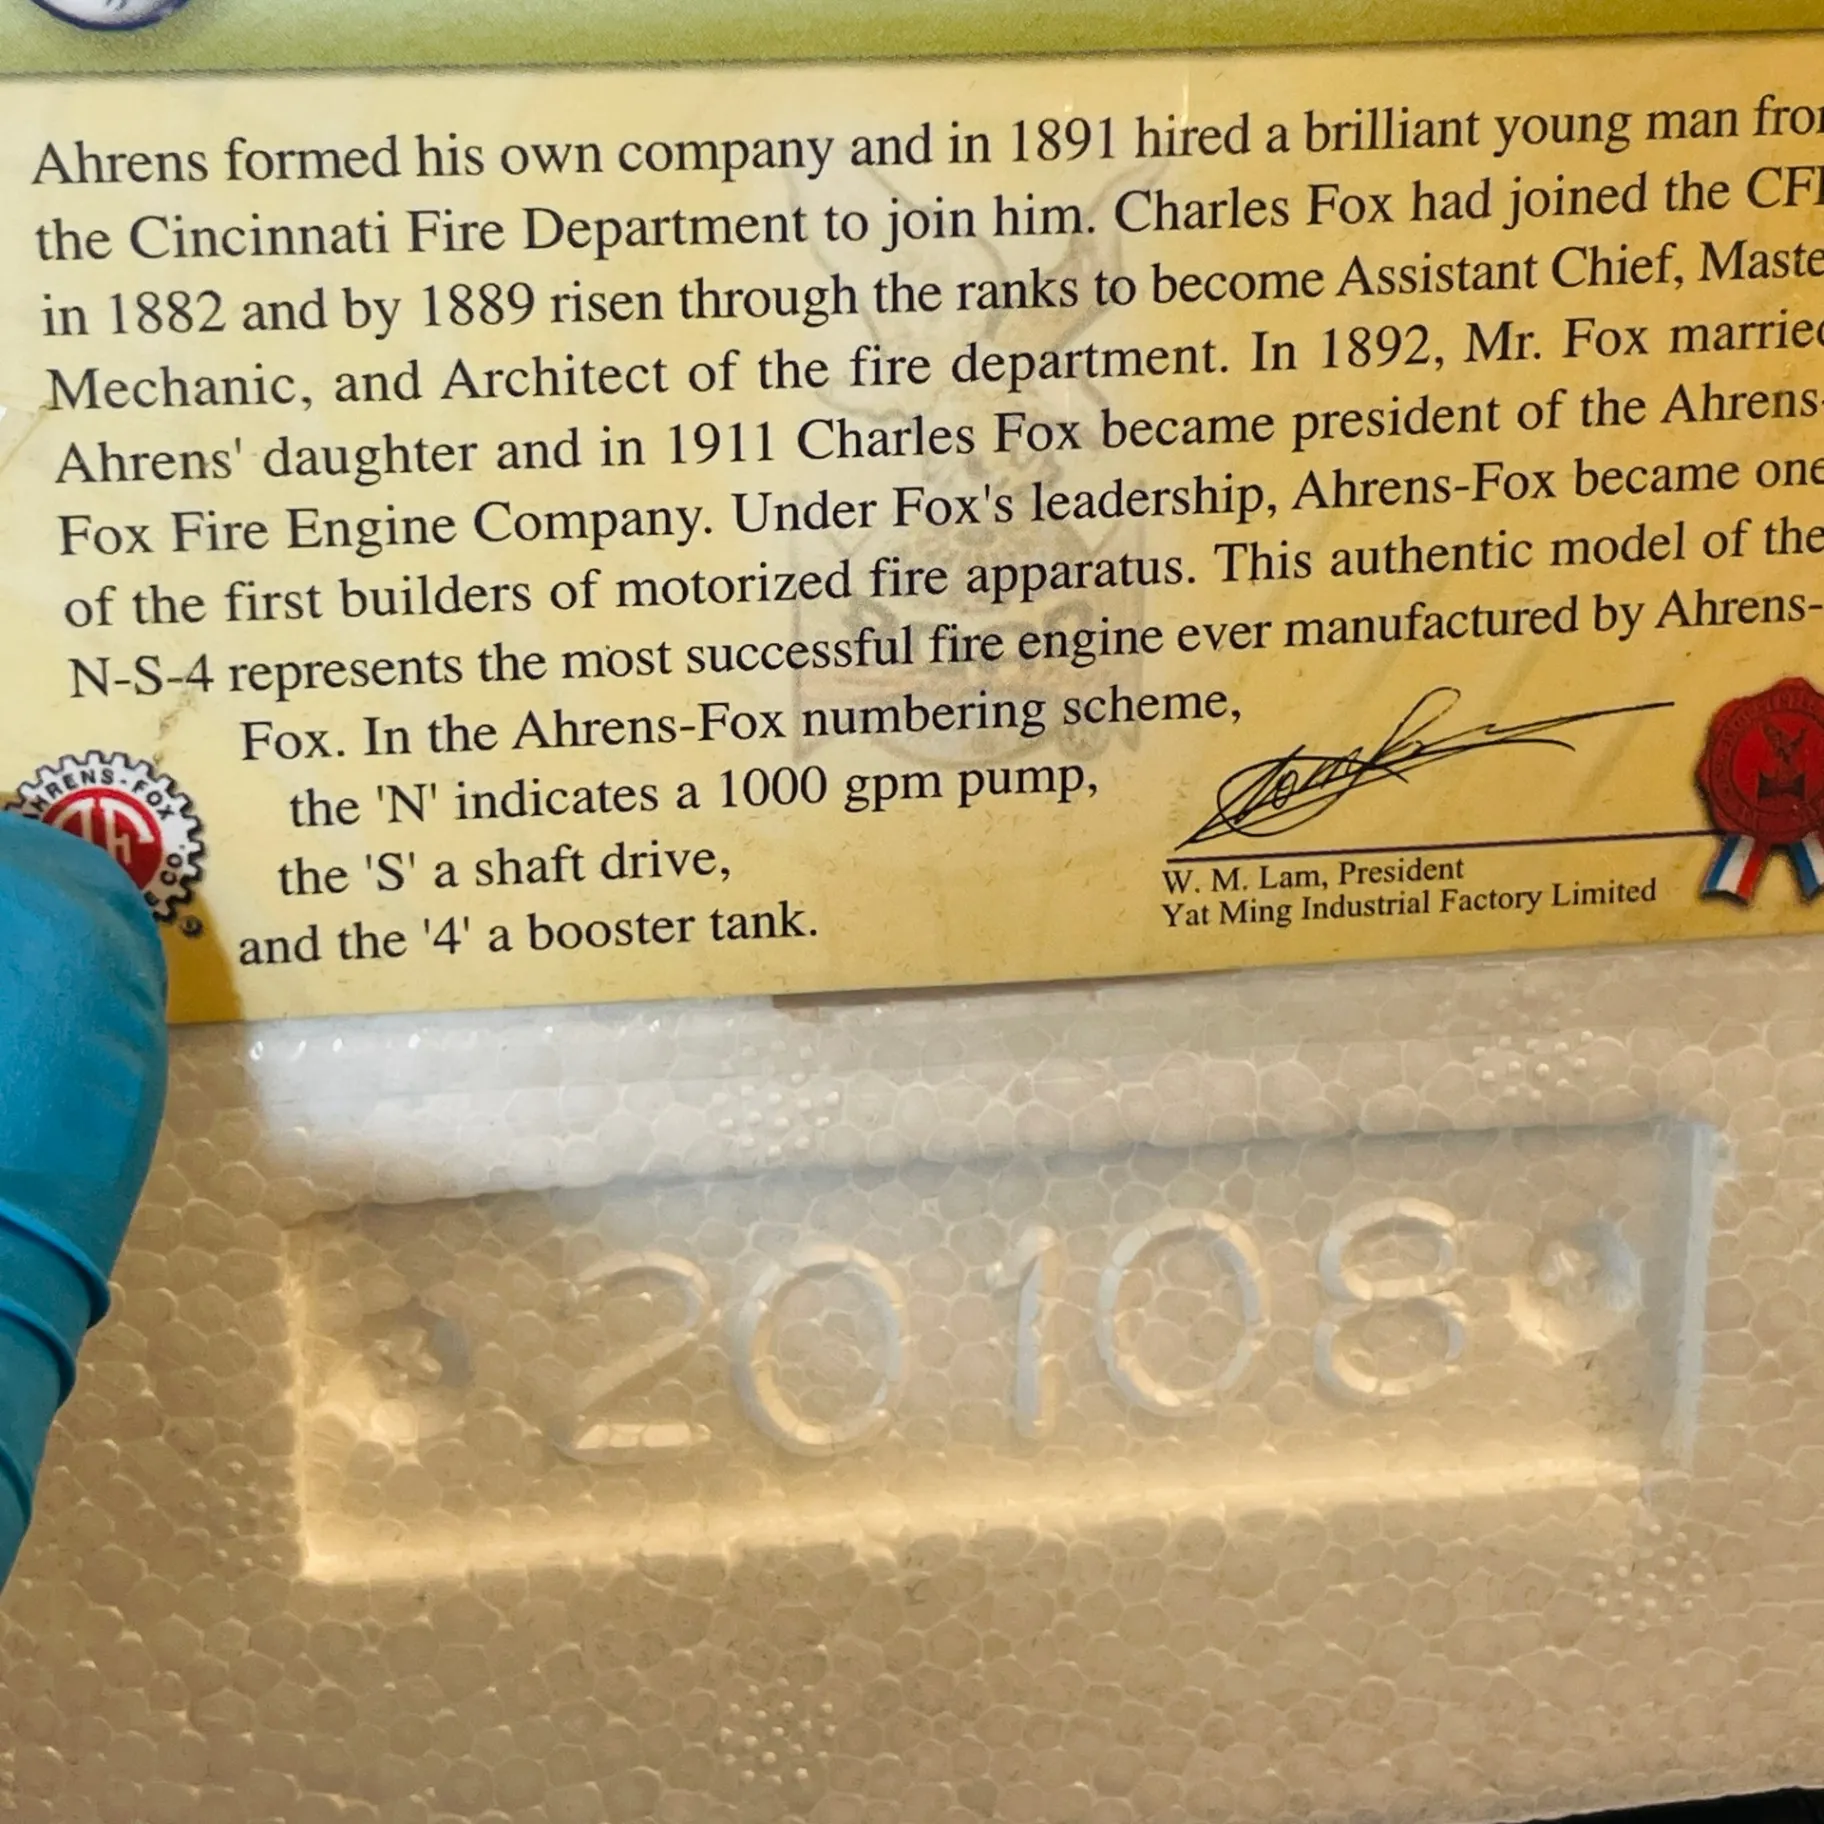 Ahrens formed his own company and in 1891 hired a brilliant young man
the Cincinnati Fire Department to join him. Charles Fox had joined the
in 1882 and by 1889 risen through the ranks to become Assistant Chief,
Mechanic, and Architect of the fire department. In 1892, Mr. Fox
Ahrens' daughter and in 1911 Charles Fox became president of the Ahrens-
Fox Fire Engine Company. Under Fox's leadership, Ahrens-Fox became one
of the first builders of motorized fire apparatus. This authentic model of the
N-S-4 represents the most successful fire engine ever manufactured by Ahrens-
Fox. In the Ahrens-Fox numbering scheme,
the 'N' indicates a 1000 gpm pump,
the 'S' a shaft drive,
and the '4' a booster tank.
W. M. Lam, President
Yat Ming Industrial Factory Limited
20108